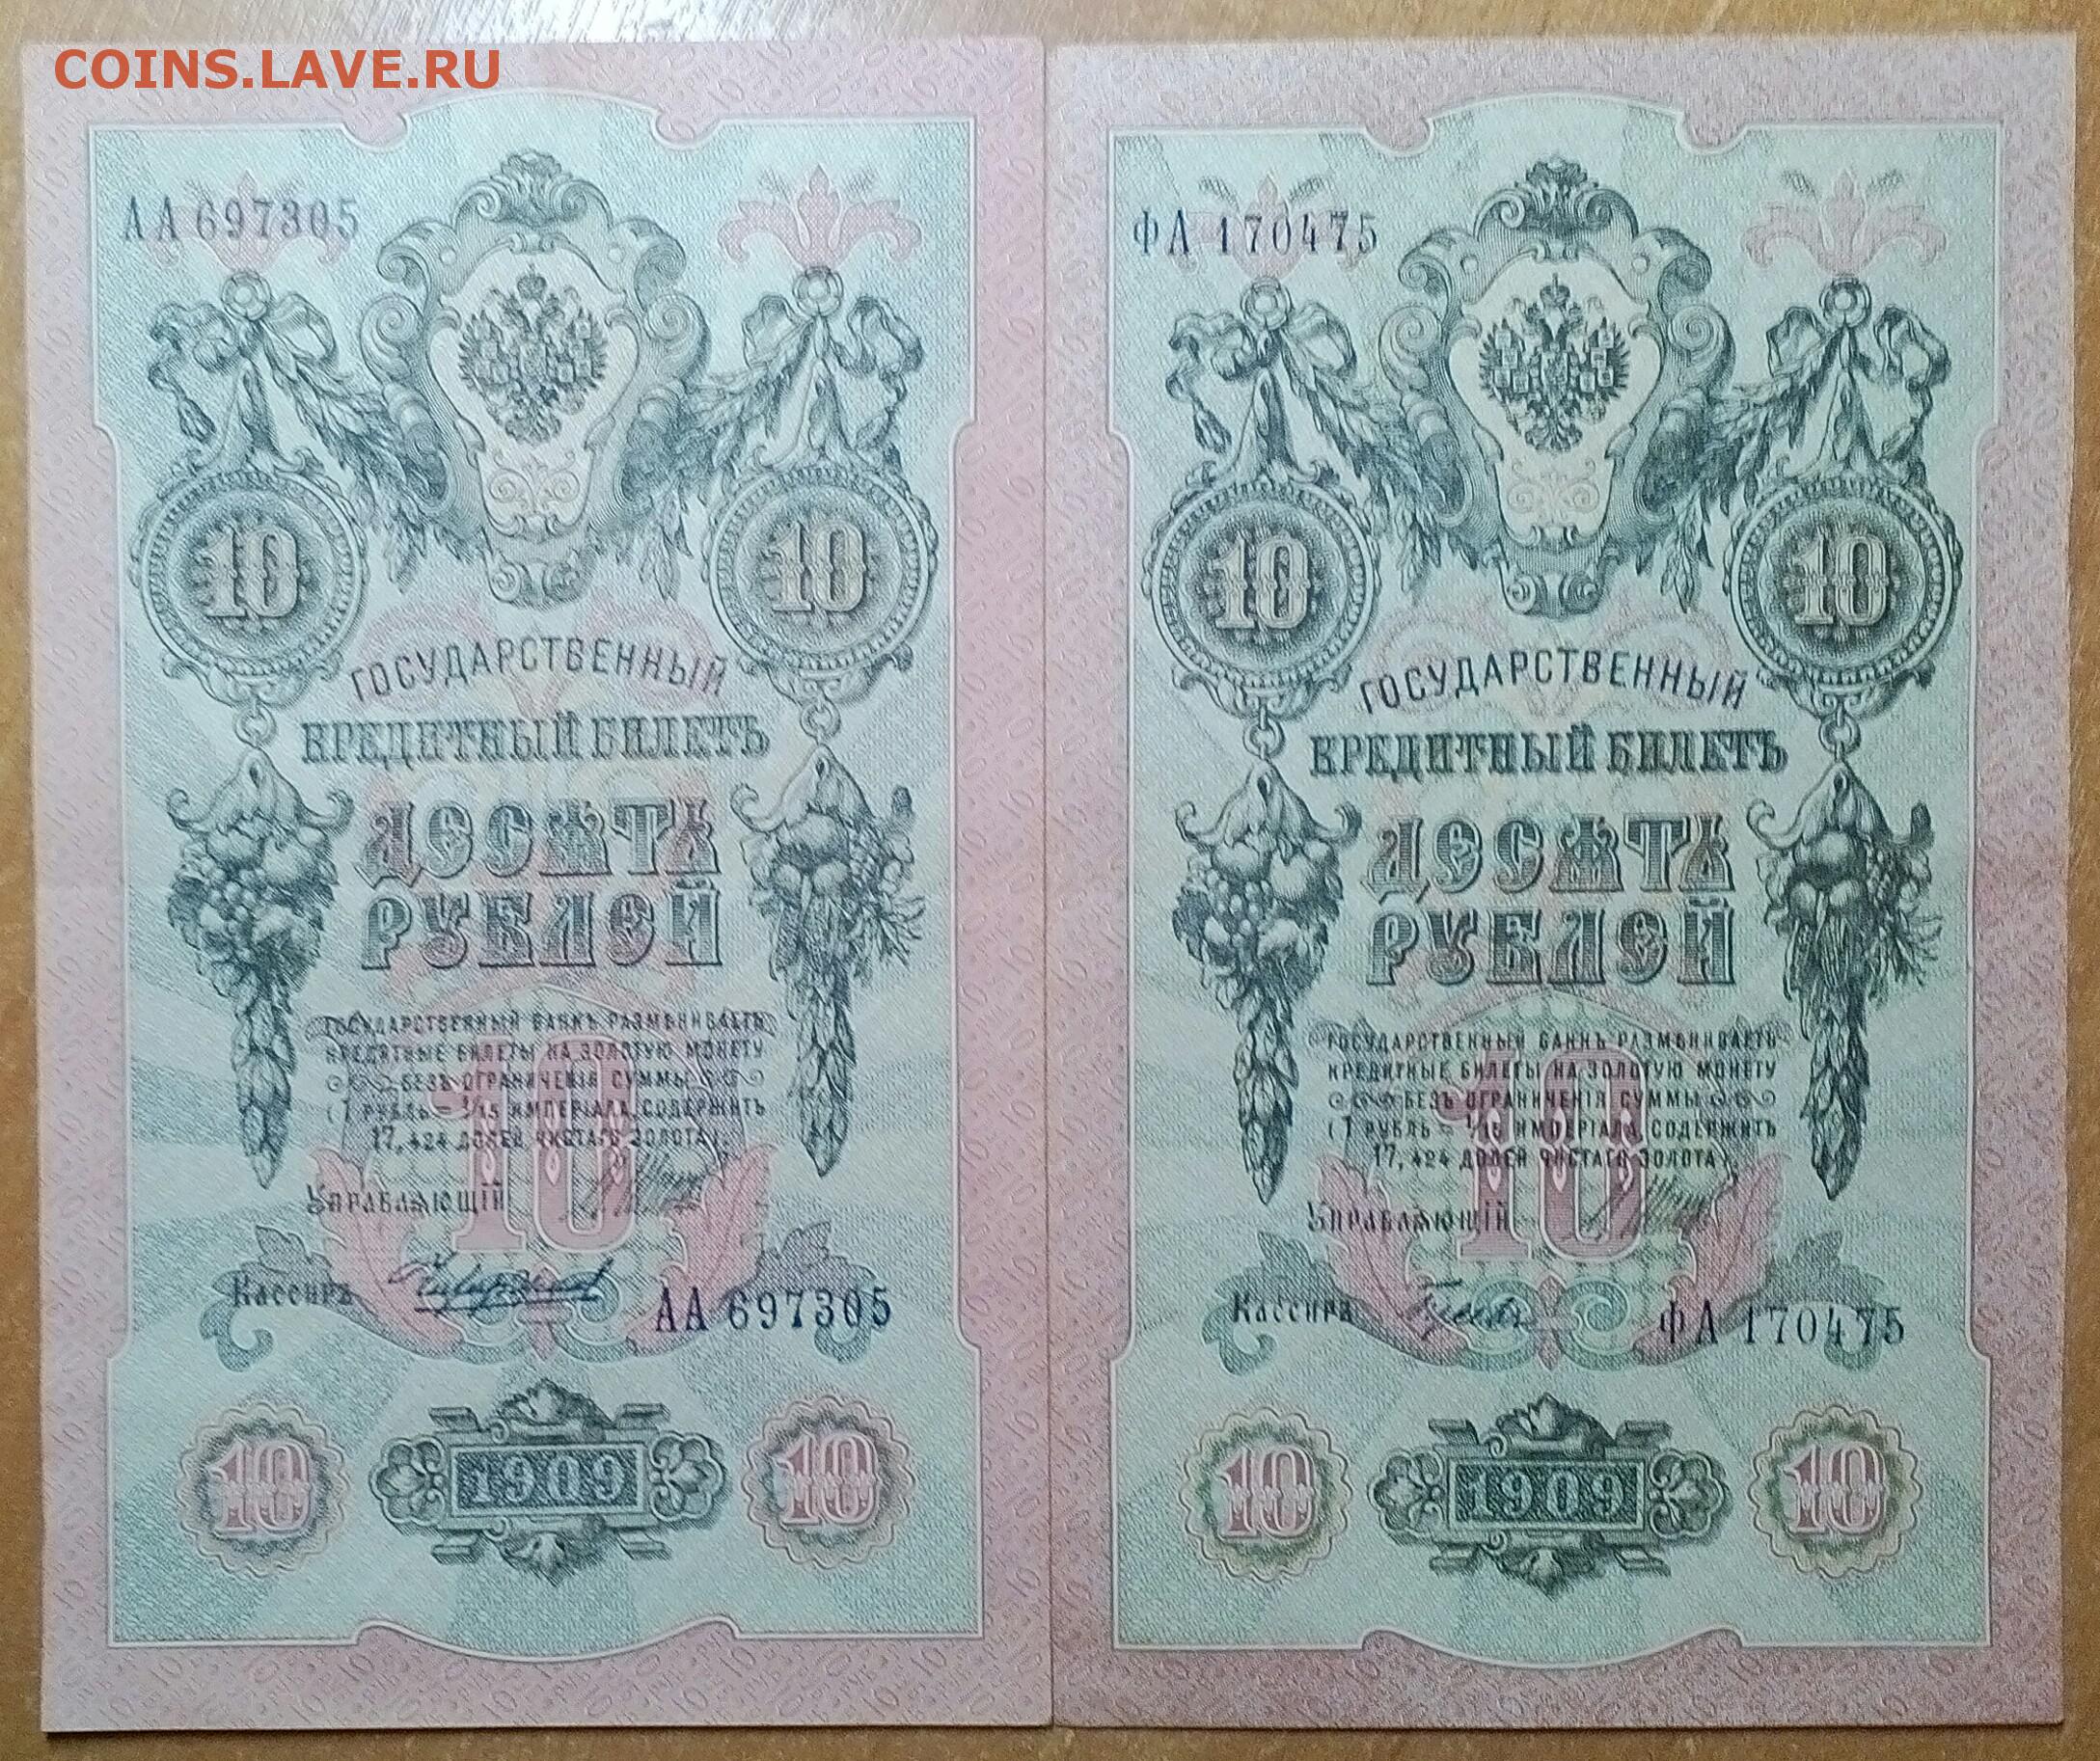 COINS.LAVE.RU
АА 697305
10 10
ГОСУДАРСТВЕННЫЙ
КРЕДИТНЫЙ БИЛЕТЪ
ДЕСЯТЬ
РУБЛЕЙ
ГОСУДАРСТВЕННЫЙ БАНКЪ РАЗМѢНИВАЕТЪ
КРЕДИТНЫЕ БИЛЕТЫ НА ЗОЛОТУЮ МОНЕТУ
БЕЗЪ ОГРАНИЧЕНІЯ СУММЫ
(1 РУБЛЬ = 1/15 ИМПЕРІАЛА, СОДЕРЖИТЪ
17,424 ДОЛЕЙ ЧИСТАГО ЗОЛОТА).
10
УПРАВЛЯЮЩІЙ
Кассиръ
АА 697305
10 1909 10
ФА 170475
10 10
ГОСУДАРСТВЕННЫЙ
КРЕДИТНЫЙ БИЛЕТЪ
ДЕСЯТЬ
РУБЛЕЙ
ГОСУДАРСТВЕННЫЙ БАНКЪ РАЗМѢНИВАЕТЪ
КРЕДИТНЫЕ БИЛЕТЫ НА ЗОЛОТУЮ МОНЕТУ
БЕЗЪ ОГРАНИЧЕНІЯ СУММЫ
(1 РУБЛЬ = 1/15 ИМПЕРІАЛА, СОДЕРЖИТЪ
17,424 ДОЛЕЙ ЧИСТАГО ЗОЛОТА).
10
УПРАВЛЯЮЩІЙ
Кассиръ
ФА 170475
10 1909 10